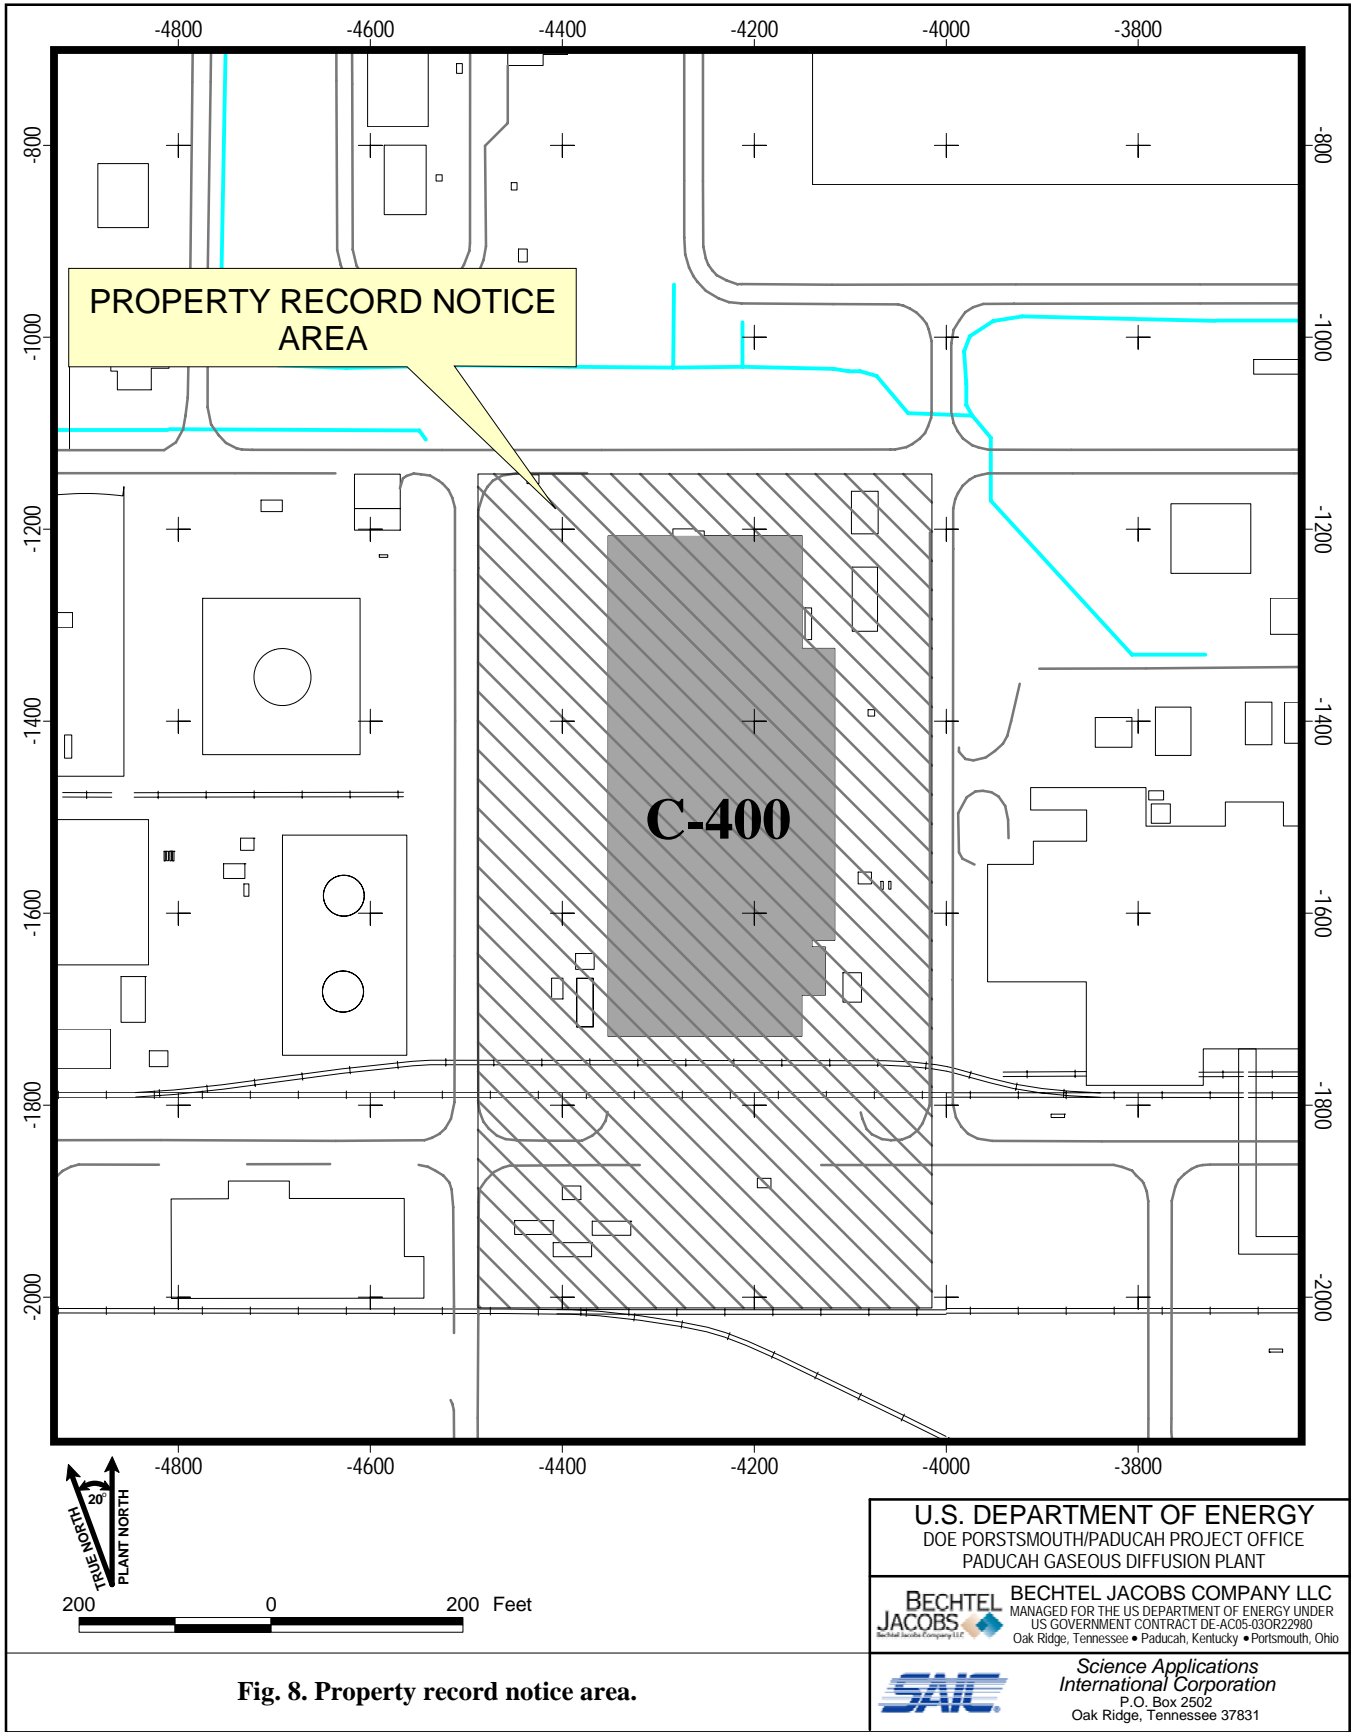 -4800 -4600 -4400 -4200 -4000 -3800
-800 -800
PROPERTY RECORD NOTICE
AREA
-1000 -1000
-1200 -1200
-1400 -1400
C-400
-1600 -1600
-1800 -1800
-2000 -2000
-4800 -4600 -4400 -4200 -4000 -3800
20°
TRUE NORTH
PLANT NORTH
200 0 200 Feet
Fig. 8. Property record notice area.
U.S. DEPARTMENT OF ENERGY
DOE PORSTSMOUTH/PADUCAH PROJECT OFFICE
PADUCAH GASEOUS DIFFUSION PLANT
BECHTEL
JACOBS
Bechtel Jacobs Company LLC
BECHTEL JACOBS COMPANY LLC
MANAGED FOR THE US DEPARTMENT OF ENERGY UNDER
US GOVERNMENT CONTRACT DE-AC05-03OR22980
Oak Ridge, Tennessee • Paducah, Kentucky • Portsmouth, Ohio
SAIC
Science Applications
International Corporation
P.O. Box 2502
Oak Ridge, Tennessee 37831